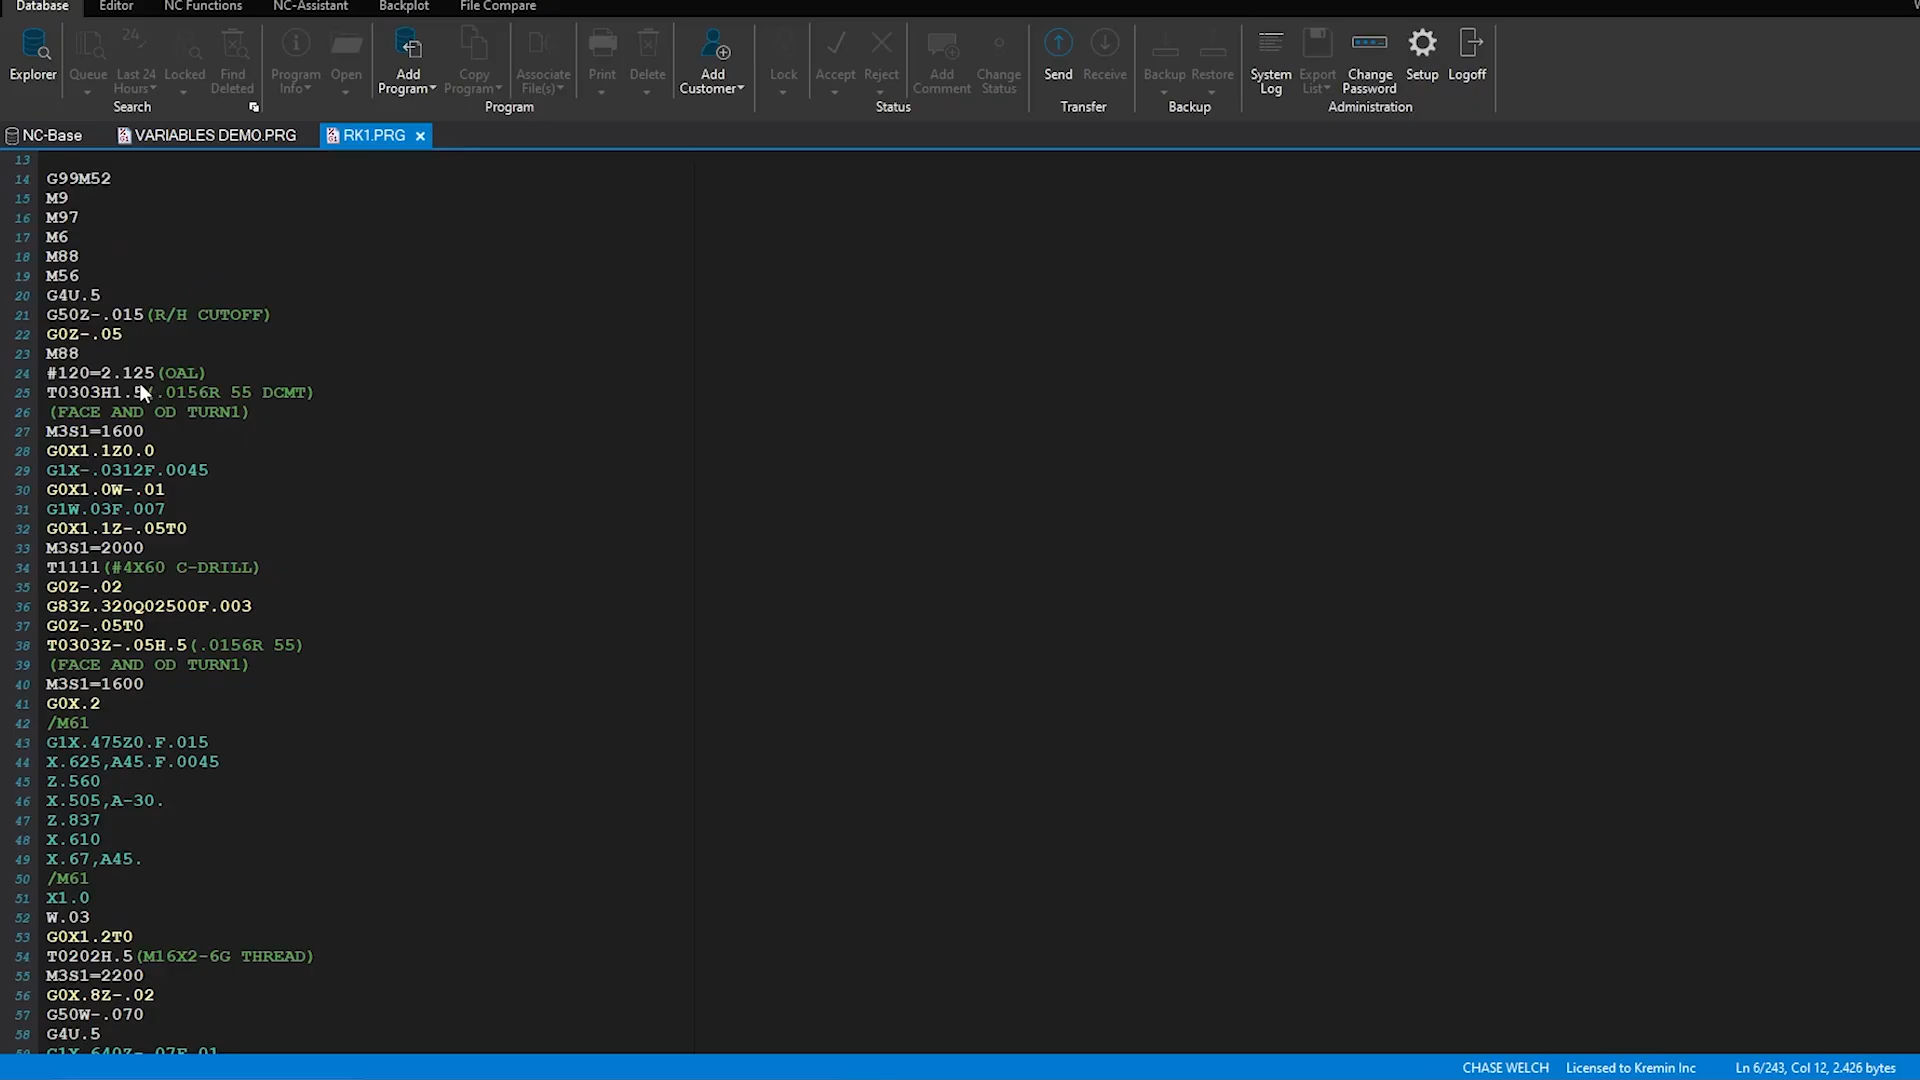 Database Editor NC Functions NC-Assistant Backplot File Compare
Explorer Queue Last 24 Hours Locked Find Deleted Program Info Open Add Program Copy Program Associate File(s) Print Delete Add Customer Lock Accept Reject Add Comment Change Status Send Receive Backup Restore System Log Export List Change Password Setup Logoff
Search Program Status Transfer Backup Administration
NC-Base VARIABLES DEMO.PRG RK1.PRG
13
14 G99M52
15 M9
16 M97
17 M6
18 M88
19 M56
20 G4U.5
21 G50Z-.015(R/H CUTOFF)
22 G0Z-.05
23 M88
24 #120=2.125(OAL)
25 T0303H1.5(.0156R 55 DCMT)
26 (FACE AND OD TURN1)
27 M3S1=1600
28 G0X1.1Z0.0
29 G1X-.0312F.0045
30 G0X1.0W-.01
31 G1W.03F.007
32 G0X1.1Z-.05T0
33 M3S1=2000
34 T1111(#4X60 C-DRILL)
35 G0Z-.02
36 G83Z.320Q02500F.003
37 G0Z-.05T0
38 T0303Z-.05H.5(.0156R 55)
39 (FACE AND OD TURN1)
40 M3S1=1600
41 G0X.2
42 /M61
43 G1X.475Z0.F.015
44 X.625,A45.F.0045
45 Z.560
46 X.505,A-30.
47 Z.837
48 X.610
49 X.67,A45.
50 /M61
51 X1.0
52 W.03
53 G0X1.2T0
54 T0202H.5(M16X2-6G THREAD)
55 M3S1=2200
56 G0X.8Z-.02
57 G50W-.070
58 G4U.5
CHASE WELCH Licensed to Kremin Inc Ln 6/243, Col 12, 2.426 bytes